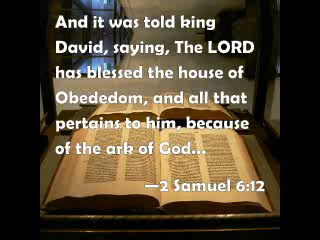 And it was told king
David, saying, The LORD
has blessed the house of
Obededom, and all that
pertains to him, because
of the ark of God...
—2 Samuel 6:12